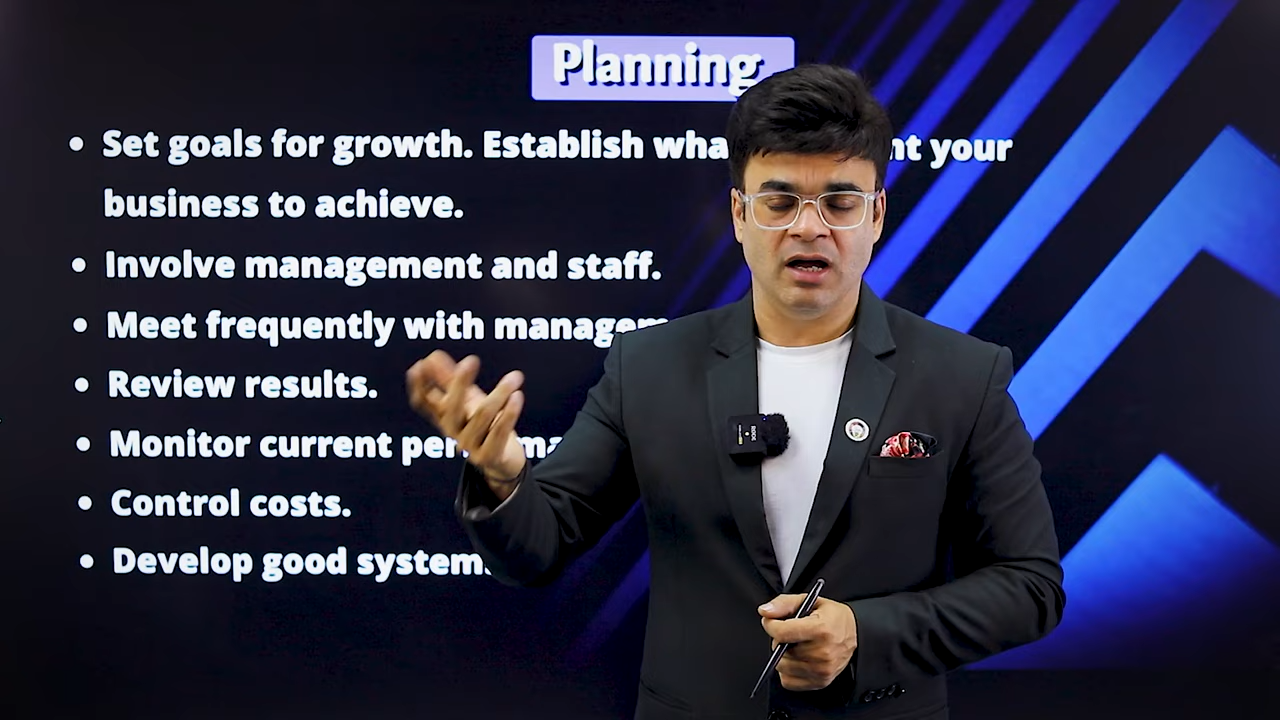 Planning
Set goals for growth. Establish nt your
business to achieve.
Involve management and staff.
Meet frequently with
Review results.
Monitor current
Control costs.
Develop good